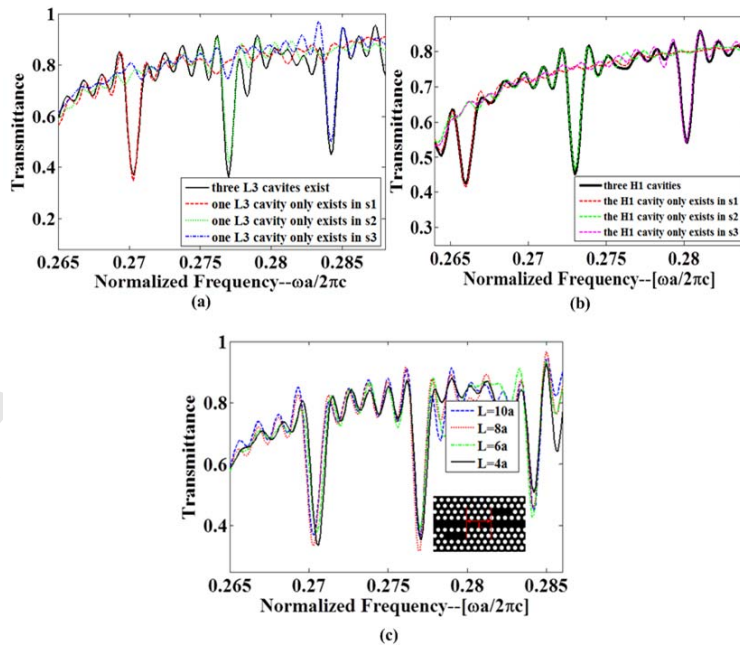 1
0.8
0.6
0.4
0.2
Transmittance
three L3 cavites exist
one L3 cavity only exists in s1
one L3 cavity only exists in s2
one L3 cavity only exists in s3
0.265 0.27 0.275 0.28 0.285
Normalized Frequency--ωa/2πc
(a)
0.8
0.7
0.6
0.5
0.4
0.3
Transmittance
three H1 cavities
the H1 cavity only exists in s1
the H1 cavity only exists in s2
the H1 cavity only exists in s3
0.265 0.27 0.275 0.28
Normalized Frequency--[ωa/2πc]
(b)
1
0.8
0.6
0.4
Transmittance
L=10a
L=8a
L=6a
L=4a
0.265 0.27 0.275 0.28 0.285
Normalized Frequency--[ωa/2πc]
(c)